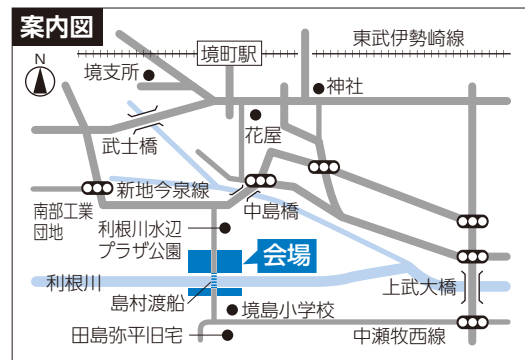 案内図
N
東武伊勢崎線
境町駅
境支所
神社
花屋
武士橋
新地今泉線
中島橋
南部工業
団地
利根川水辺
プラザ公園
会場
利根川
上武大橋
島村渡船
境島小学校
田島弥平旧宅
中瀬牧西線